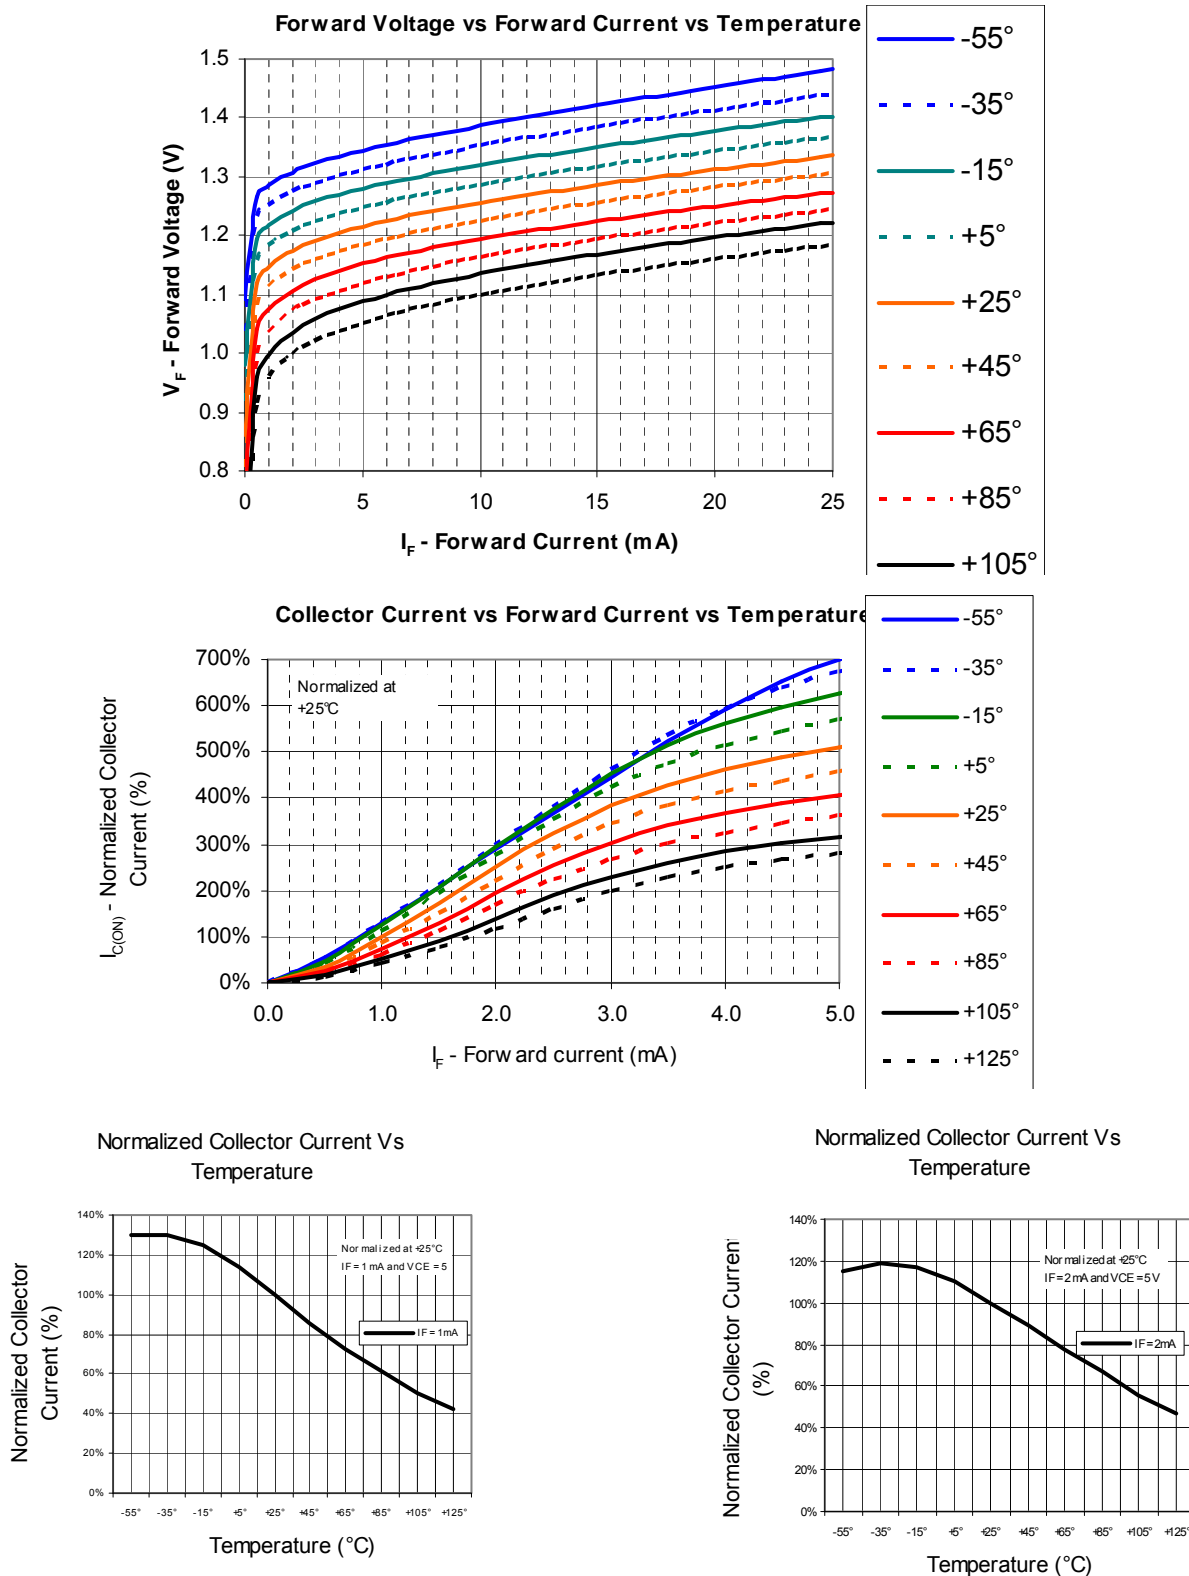 Forward Voltage vs Forward Current vs Temperature
1.5
1.4
1.3
1.2
1.1
1.0
0.9
0.8
VF - Forward Voltage (V)
0 5 10 15 20 25
IF - Forward Current (mA)
-55°
-35°
-15°
+5°
+25°
+45°
+65°
+85°
+105°
Collector Current vs Forward Current vs Temperature
700%
600%
500%
400%
300%
200%
100%
0%
Normalized at
+25°C
IC(ON) - Normalized Collector
Current (%)
0.0 1.0 2.0 3.0 4.0 5.0
IF - Forward current (mA)
-55°
-35°
-15°
+5°
+25°
+45°
+65°
+85°
+105°
+125°
Normalized Collector Current Vs
Temperature
140%
120%
100%
80%
60%
40%
20%
0%
Normalized at +25°C
IF = 1 mA and VCE = 5
IF = 1mA
Normalized Collector
Current (%)
-55° -35° -15° +5° +25° +45° +65° +85° +105° +125°
Temperature (°C)
Normalized Collector Current Vs
Temperature
140%
120%
100%
80%
60%
40%
20%
0%
Normalized at +25°C
IF = 2 mA and VCE = 5 V
IF = 2mA
Normalized Collector Current
(%)
-55° -35° -15° +5° +25° +45° +65° +85° +105° +125°
Temperature (°C)